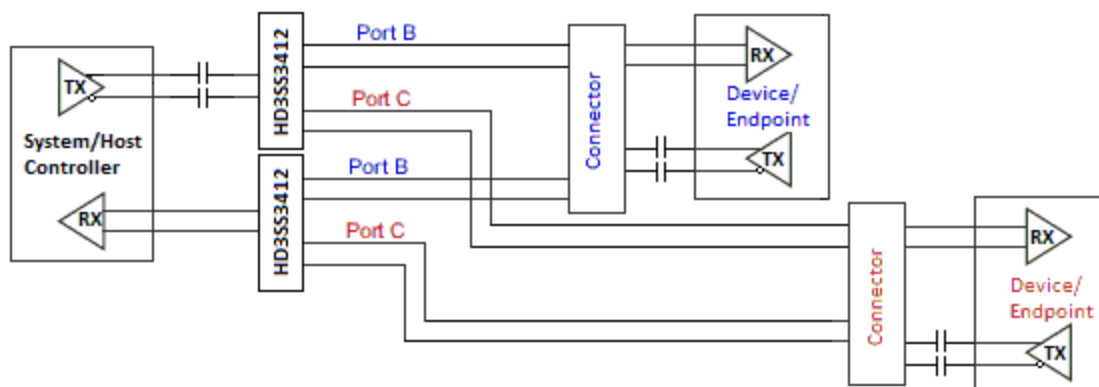 TX
System/Host
Controller
RX
HD3SS3412
HD3SS3412
Port B
Port C
Port B
Port C
Connector
RX
Device/
Endpoint
TX
Connector
RX
Device/
Endpoint
TX